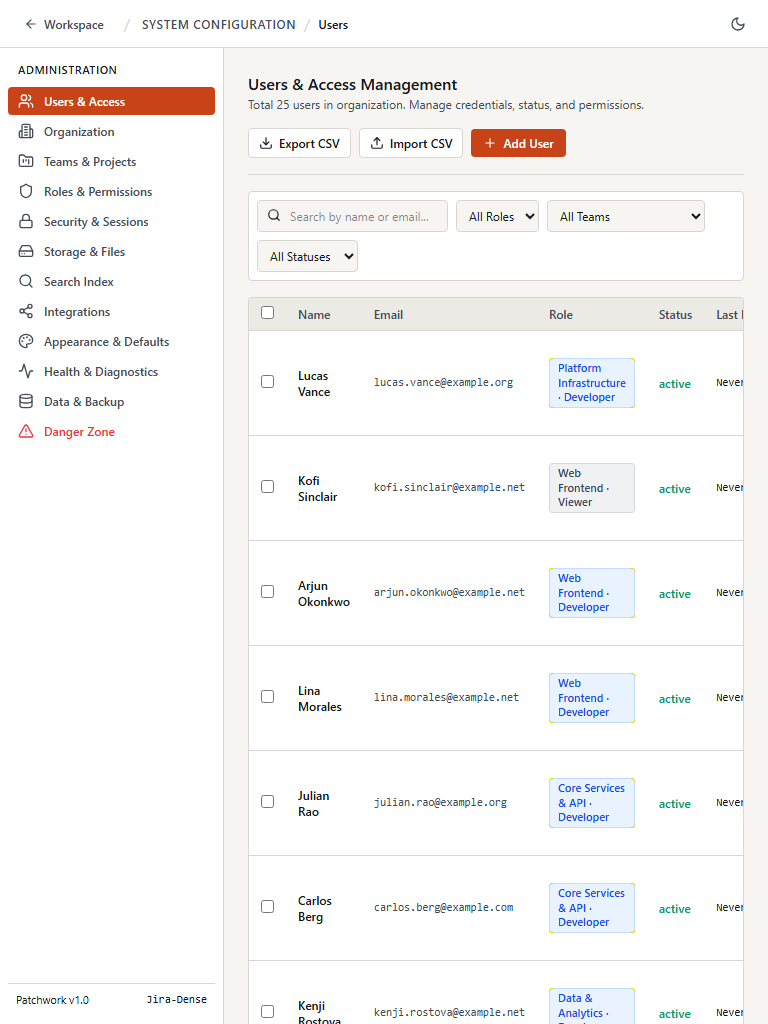 Workspace / SYSTEM CONFIGURATION / Users
ADMINISTRATION
Users & Access
Organization
Teams & Projects
Roles & Permissions
Security & Sessions
Storage & Files
Search Index
Integrations
Appearance & Defaults
Health & Diagnostics
Data & Backup
Danger Zone
Patchwork v1.0 Jira-Dense
Users & Access Management
Total 25 users in organization. Manage credentials, status, and permissions.
Export CSV Import CSV Add User
Search by name or email... All Roles All Teams
All Statuses
Name Email Role Status Last
Lucas
Vance
lucas.vance@example.org
Platform
Infrastructure
· Developer
active
Never
Kofi
Sinclair
kofi.sinclair@example.net
Web
Frontend ·
Viewer
active
Never
Arjun
Okonkwo
arjun.okonkwo@example.net
Web
Frontend ·
Developer
active
Never
Lina
Morales
lina.morales@example.net
Web
Frontend ·
Developer
active
Never
Julian
Rao
julian.rao@example.org
Core Services
& API ·
Developer
active
Never
Carlos
Berg
carlos.berg@example.com
Core Services
& API ·
Developer
active
Never
Kenji
Rostova
kenji.rostova@example.net
Data &
Analytics ·
active
Never